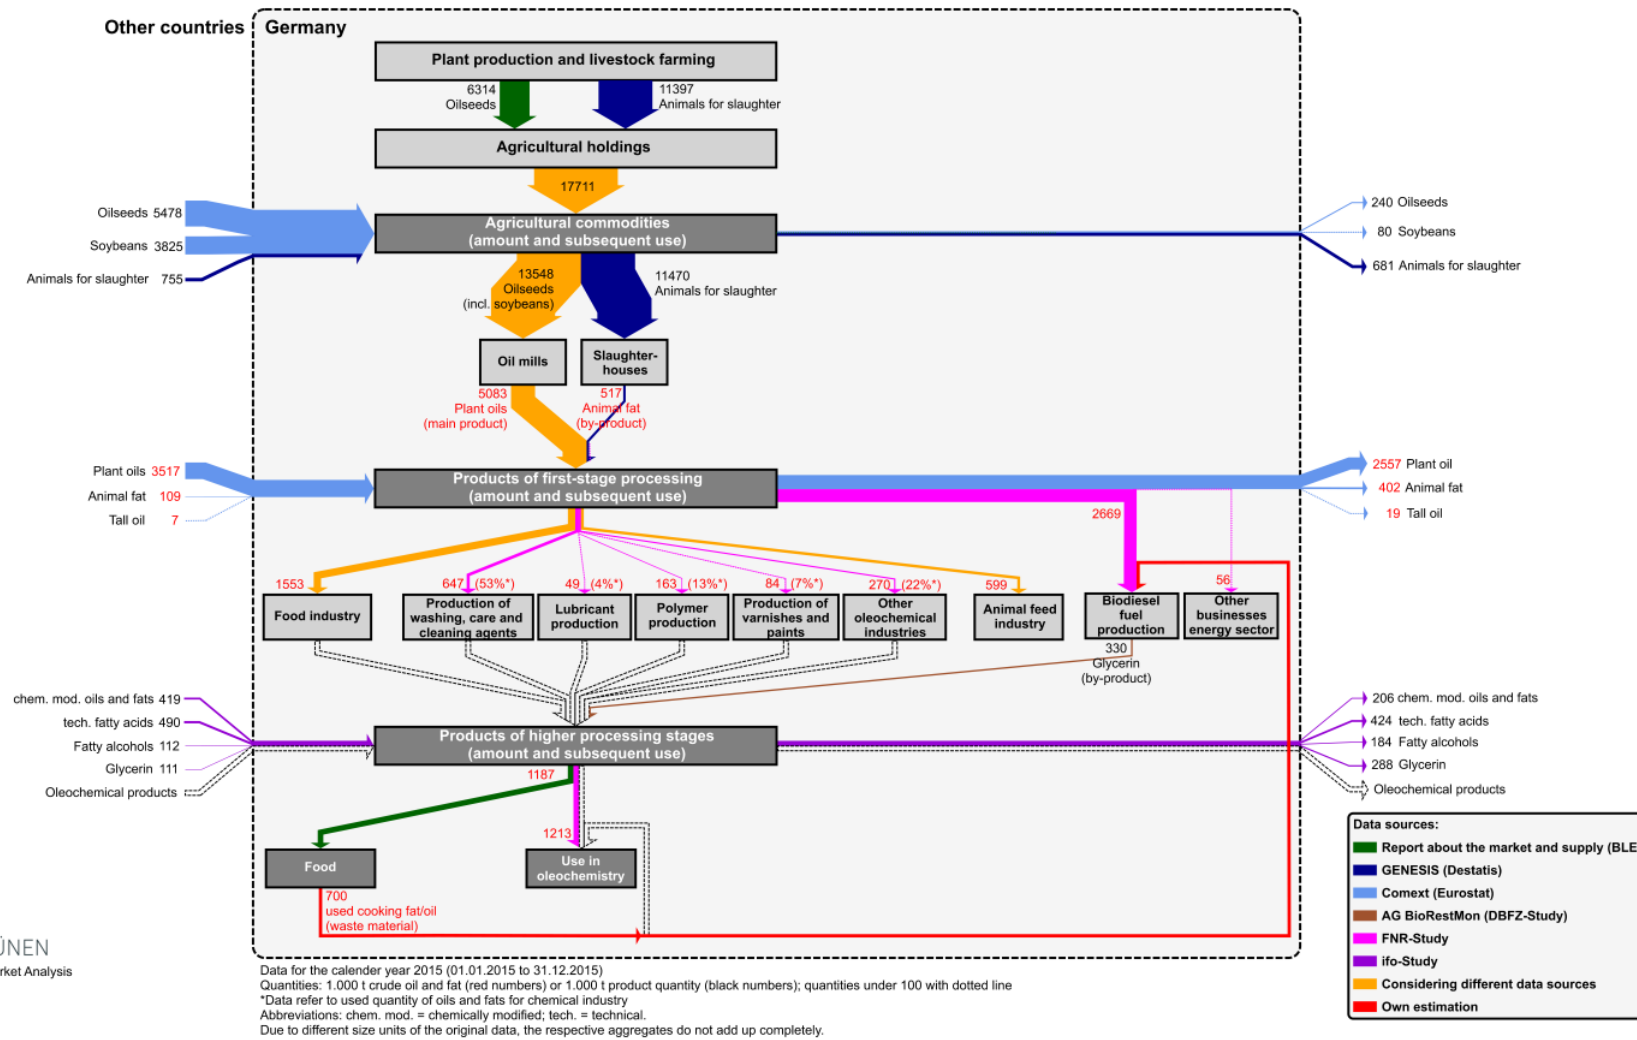 Other countries
Germany
Plant production and livestock farming
6314
Oilseeds
11397
Animals for slaughter
Agricultural holdings
17711
Oilseeds 5478
Soybeans 3825
Animals for slaughter 755
Agricultural commodities
(amount and subsequent use)
240 Oilseeds
80 Soybeans
681 Animals for slaughter
13548
Oilseeds
(incl. soybeans)
11470
Animals for slaughter
Oil mills
Slaughter-
houses
5083
Plant oils
(main product)
517
Animal fat
(by-product)
Plant oils 3517
Animal fat 109
Tall oil 7
Products of first-stage processing
(amount and subsequent use)
2557 Plant oil
402 Animal fat
19 Tall oil
2669
1553
647 (53%*)
49 (4%*)
163 (13%*)
84 (7%*)
270 (22%*)
599
56
Food industry
Production of
washing, care and
cleaning agents
Lubricant
production
Polymer
production
Production of
varnishes and
paints
Other
oleochemical
industries
Animal feed
industry
Biodiesel
fuel
production
Other
businesses
energy sector
330
Glycerin
(by-product)
chem. mod. oils and fats 419
tech. fatty acids 490
Fatty alcohols 112
Glycerin 111
Oleochemical products
Products of higher processing stages
(amount and subsequent use)
206 chem. mod. oils and fats
424 tech. fatty acids
184 Fatty alcohols
288 Glycerin
Oleochemical products
1187
1213
Food
Use in
oleochemistry
700
used cooking fat/oil
(waste material)
Data sources:
Report about the market and supply (BLE
GENESIS (Destatis)
Comext (Eurostat)
AG BioRestMon (DBFZ-Study)
FNR-Study
ifo-Study
Considering different data sources
Own estimation
ÜNEN
rket Analysis
Data for the calender year 2015 (01.01.2015 to 31.12.2015)
Quantities: 1.000 t crude oil and fat (red numbers) or 1.000 t product quantity (black numbers); quantities under 100 with dotted line
*Data refer to used quantity of oils and fats for chemical industry
Abbreviations: chem. mod. = chemically modified; tech. = technical.
Due to different size units of the original data, the respective aggregates do not add up completely.